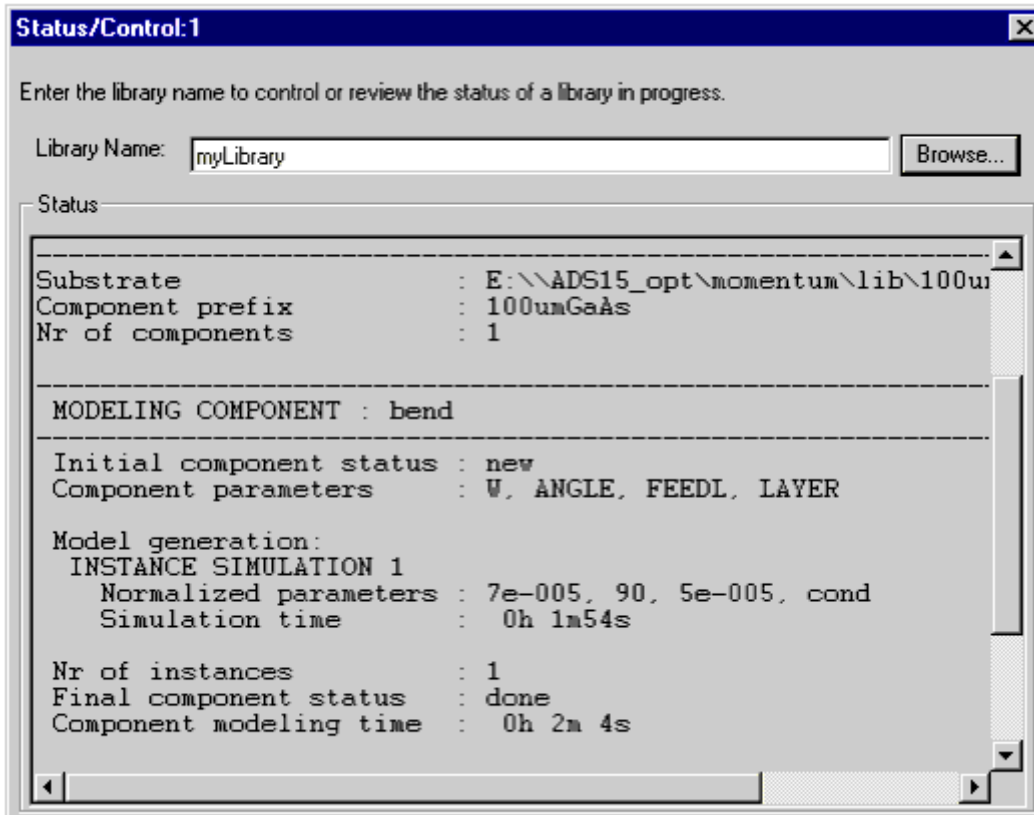 Status/Control:1
Enter the library name to control or review the status of a library in progress.
Library Name: myLibrary Browse...
Status
Substrate : E:\\ADS15_opt\momentum\lib\100u
Component prefix : 100umGaAs
Nr of components : 1
MODELING COMPONENT : bend
Initial component status : new
Component parameters : W, ANGLE, FEEDL, LAYER
Model generation:
INSTANCE SIMULATION 1
Normalized parameters : 7e-005, 90, 5e-005, cond
Simulation time : 0h 1m54s
Nr of instances : 1
Final component status : done
Component modeling time : 0h 2m 4s